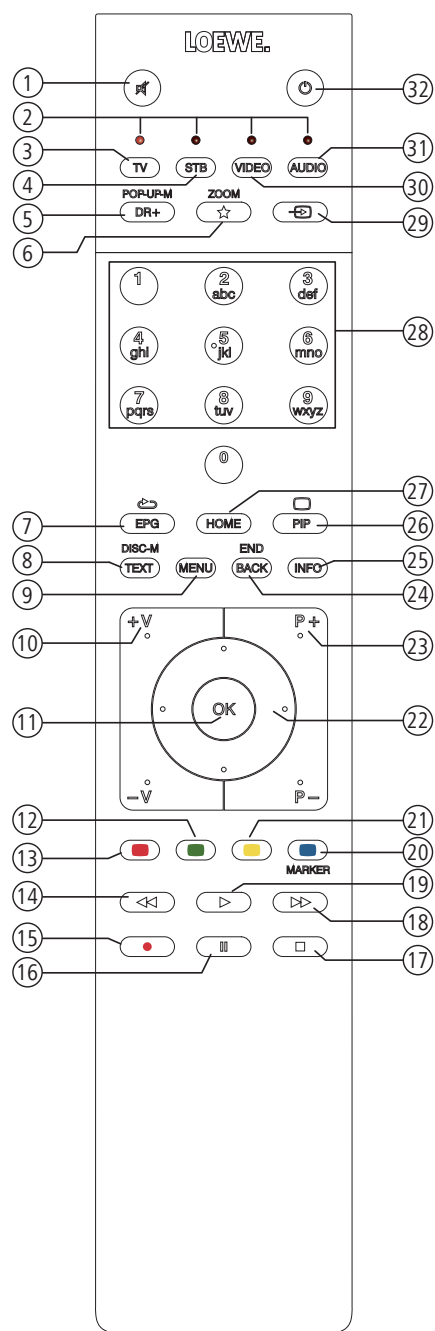 LOEWE.
1 32
2
3 TV STB VIDEO AUDIO 31
4 30
POP-UP-M ZOOM
5 DR+ 29
6
1 2 3
abc def
28
4 5 6
ghi jkl mno
7 8 9
pqrs tuv wxyz
0
27
7 EPG HOME PIP 26
DISC-M END
8 TEXT MENU BACK INFO 25
9 24
10 +V P+ 23
11 OK 22
-V P-
12 21
13 20
MARKER
14 19
18
15
16 17